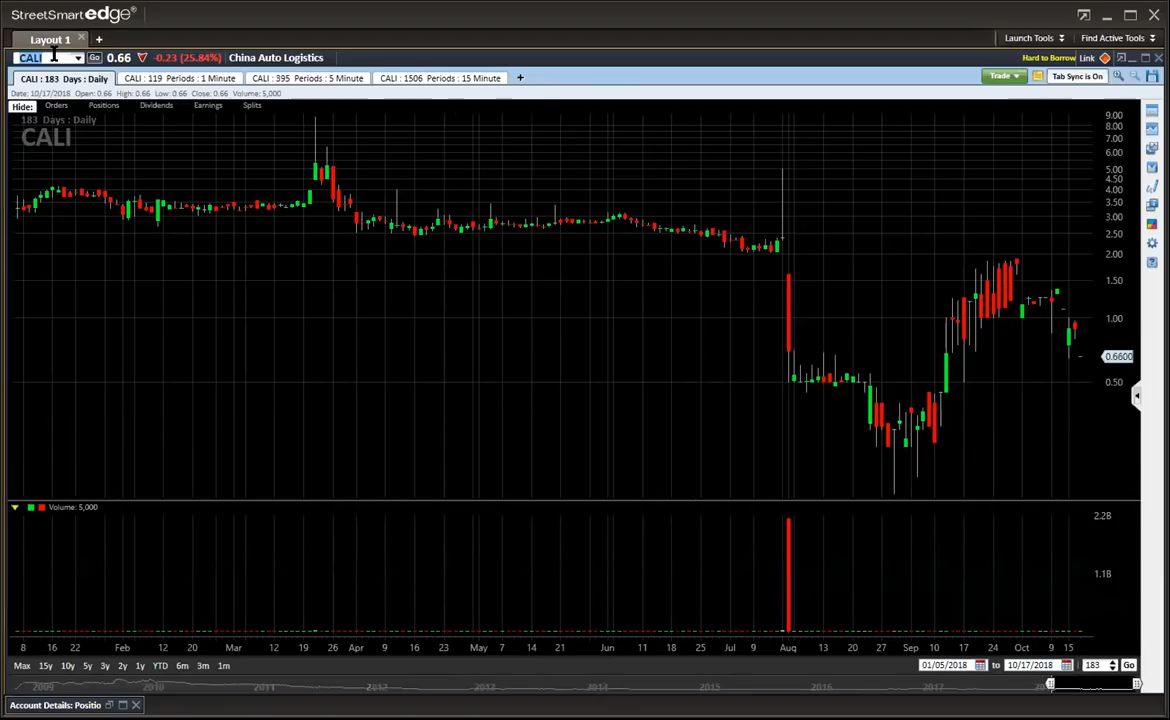 StreetSmart edge®
Layout 1
Launch Tools
Find Active Tools
CALI Go 0.66 -0.23 (25.84%) China Auto Logistics
Hard to Borrow Link
CALI : 183 Days : Daily
CALI : 119 Periods : 1 Minute
CALI : 395 Periods : 5 Minute
CALI : 1506 Periods : 15 Minute
Trade
Tab Sync is On
Date: 10/17/2018 Open: 0.66 High: 0.66 Low: 0.66 Close: 0.66 Volume: 5,000
Hide: Orders Positions Dividends Earnings Splits
183 Days : Daily
CALI
9.00
8.00
7.00
6.00
5.00
4.50
4.00
3.50
3.00
2.50
2.00
1.50
1.00
0.6600
0.50
Volume: 5,000
2.2B
1.1B
8 16 22 Feb 12 20 Mar 12 19 26 Apr 9 16 23 May 7 14 21 Jun 11 18 25 Jul 9 Aug 13 20 27 Sep 10 17 24 Oct 9 15
Max 15y 10y 5y 3y 2y 1y YTD 6m 3m 1m
01/05/2018 to 10/17/2018 183 Go
2009 2010 2011 2012 2013 2014 2015 2016 2017
Account Details: Positio